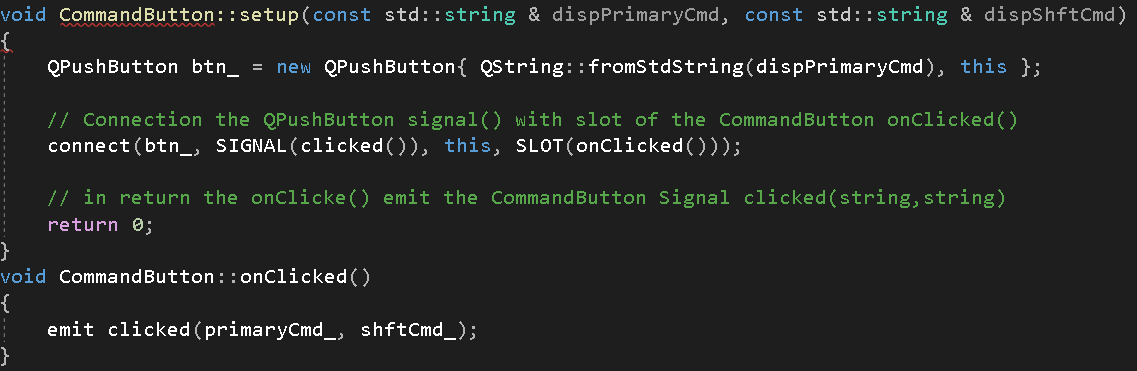 void CommandButton::setup(const std::string & dispPrimaryCmd, const std::string & dispShftCmd)
{
QPushButton btn_ = new QPushButton{ QString::fromStdString(dispPrimaryCmd), this };
// Connection the QPushButton signal() with slot of the CommandButton onClicked()
connect(btn_, SIGNAL(clicked()), this, SLOT(onClicked()));
// in return the onClicke() emit the CommandButton Signal clicked(string,string)
return 0;
}
void CommandButton::onClicked()
{
emit clicked(primaryCmd_, shftCmd_);
}